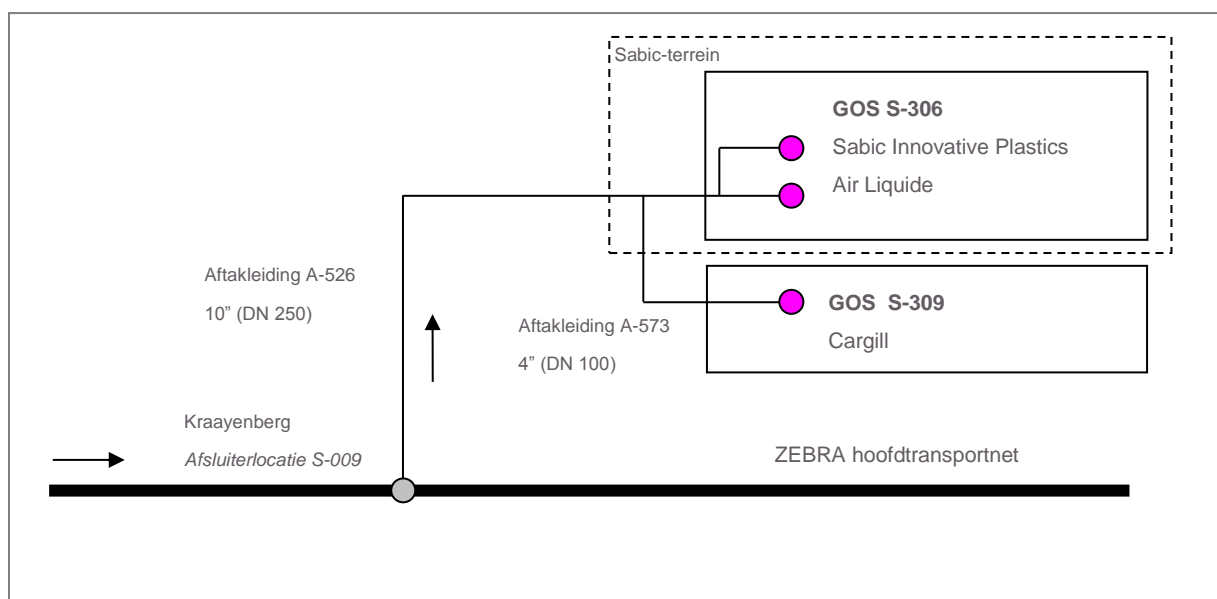 Sabic-terrein
GOS S-306
Sabic Innovative Plastics
Air Liquide
Aftakleiding A-526
10” (DN 250)
GOS S-309
Cargill
Aftakleiding A-573
4” (DN 100)
Kraayenberg
Afsluiterlocatie S-009
ZEBRA hoofdtransportnet